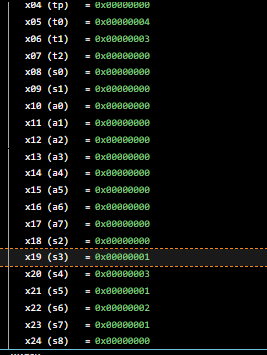 x04 (tp) = 0x00000000
x05 (t0) = 0x00000004
x06 (t1) = 0x00000003
x07 (t2) = 0x00000000
x08 (s0) = 0x00000000
x09 (s1) = 0x00000000
x10 (a0) = 0x00000000
x11 (a1) = 0x00000000
x12 (a2) = 0x00000000
x13 (a3) = 0x00000000
x14 (a4) = 0x00000000
x15 (a5) = 0x00000000
x16 (a6) = 0x00000000
x17 (a7) = 0x00000000
x18 (s2) = 0x00000000
x19 (s3) = 0x00000001
x20 (s4) = 0x00000003
x21 (s5) = 0x00000001
x22 (s6) = 0x00000002
x23 (s7) = 0x00000001
x24 (s8) = 0x00000000